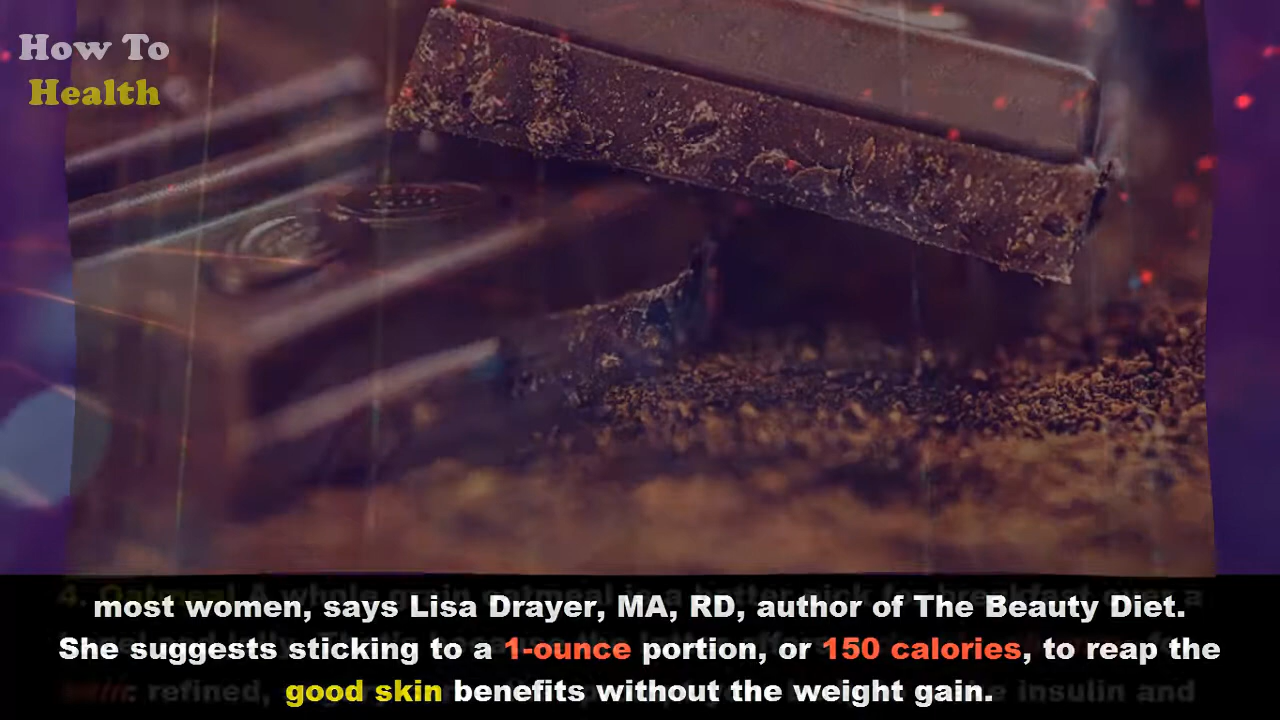 How To
Health
most women, says Lisa Drayer, MA, RD, author of The Beauty Diet.
She suggests sticking to a 1-ounce portion, or 150 calories, to reap the
good skin benefits without the weight gain.